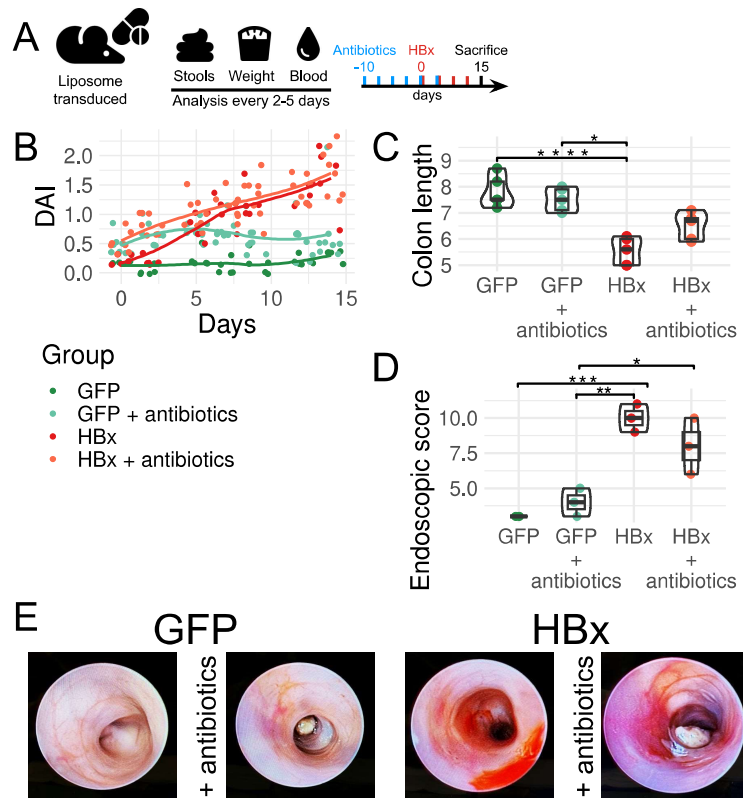 A
Liposome
transduced
Stools Weight Blood
Analysis every 2-5 days
Antibiotics HBx Sacrifice
-10 0 15
days
B
DAI
2.0
1.5
1.0
0.5
0.0
0 5 10 15
Days
Group
GFP
GFP + antibiotics
HBx
HBx + antibiotics
C
Colon length
*
****
9
8
7
6
5
GFP GFP HBx HBx
+ +
antibiotics antibiotics
D
Endoscopic score
*
***
**
10.0
7.5
5.0
GFP GFP HBx HBx
+ +
antibiotics antibiotics
E
GFP HBx
+ antibiotics + antibiotics